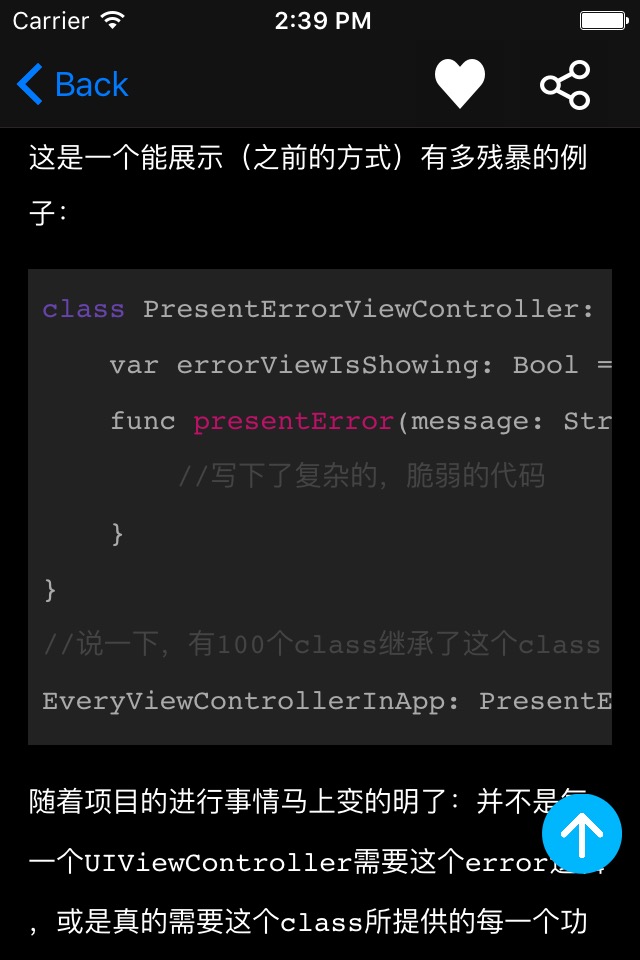 Carrier 2:39 PM
Back
这是一个能展示（之前的方式）有多残暴的例
子：
class PresentErrorViewController:
var errorViewIsShowing: Bool =
func presentError(message: Str
//写下了复杂的，脆弱的代码
}
}
//说一下，有100个class继承了这个class
EveryViewControllerInApp: PresentE
随着项目的进行事情马上变的明了：并不是每
一个UIViewController需要这个error
，或是真的需要这个class所提供的每一个功